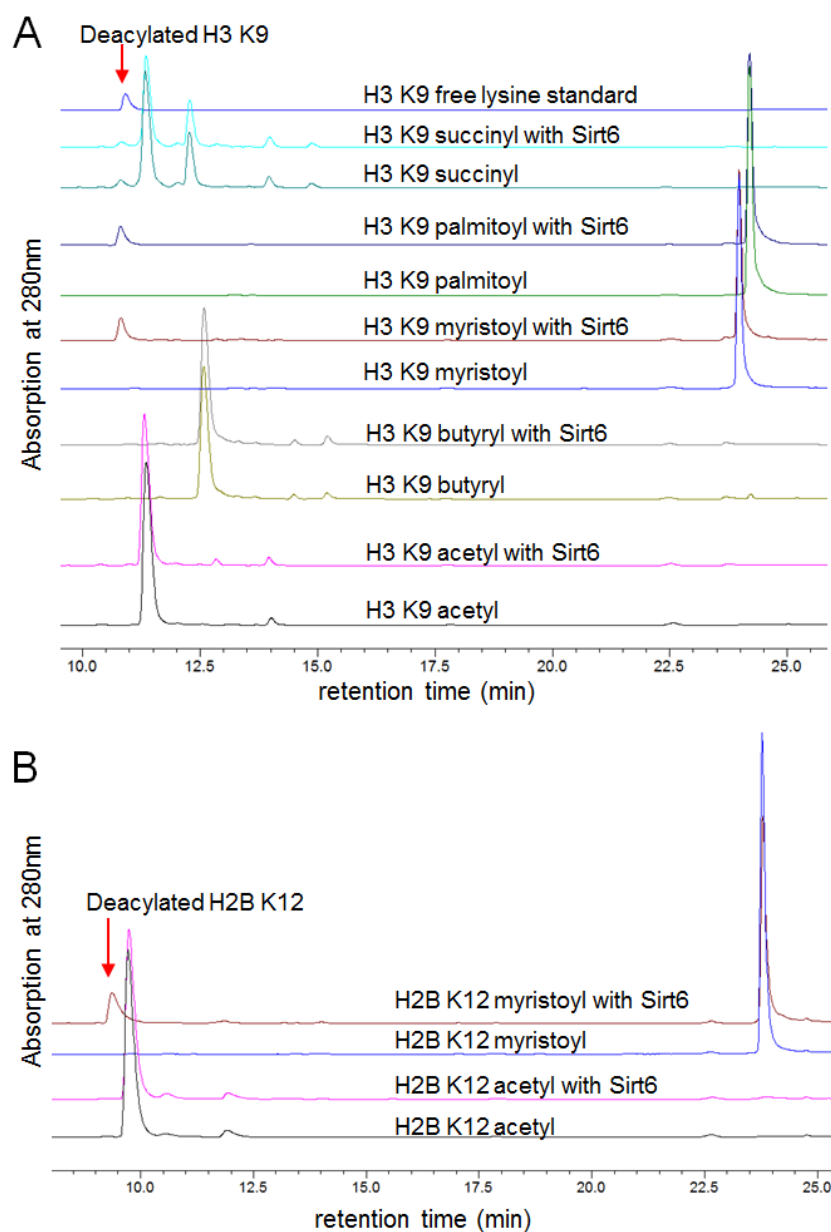 A
Deacylated H3 K9
H3 K9 free lysine standard
H3 K9 succinyl with Sirt6
H3 K9 succinyl
H3 K9 palmitoyl with Sirt6
H3 K9 palmitoyl
H3 K9 myristoyl with Sirt6
H3 K9 myristoyl
H3 K9 butyryl with Sirt6
H3 K9 butyryl
H3 K9 acetyl with Sirt6
H3 K9 acetyl
Absorption at 280nm
10.0 12.5 15.0 17.5 20.0 22.5 25.0
retention time (min)
B
Deacylated H2B K12
H2B K12 myristoyl with Sirt6
H2B K12 myristoyl
H2B K12 acetyl with Sirt6
H2B K12 acetyl
Absorption at 280nm
10.0 12.5 15.0 17.5 20.0 22.5 25.0
retention time (min)